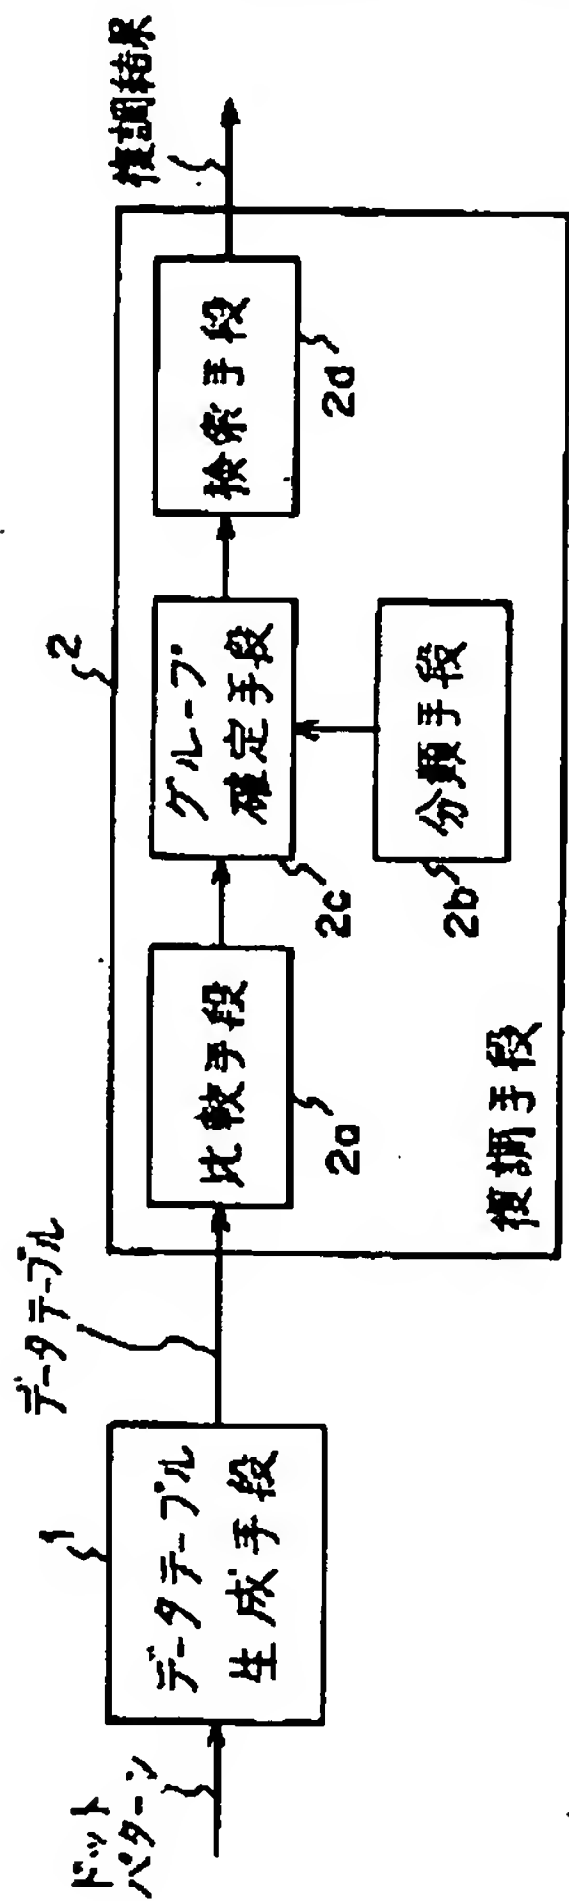 ドット
パターン
1
データテーブル
生成手段
データテーブル
2
比較手段
2a
グループ
確定手段
2c
分類手段
2b
検索手段
2d
復調手段
復調結果